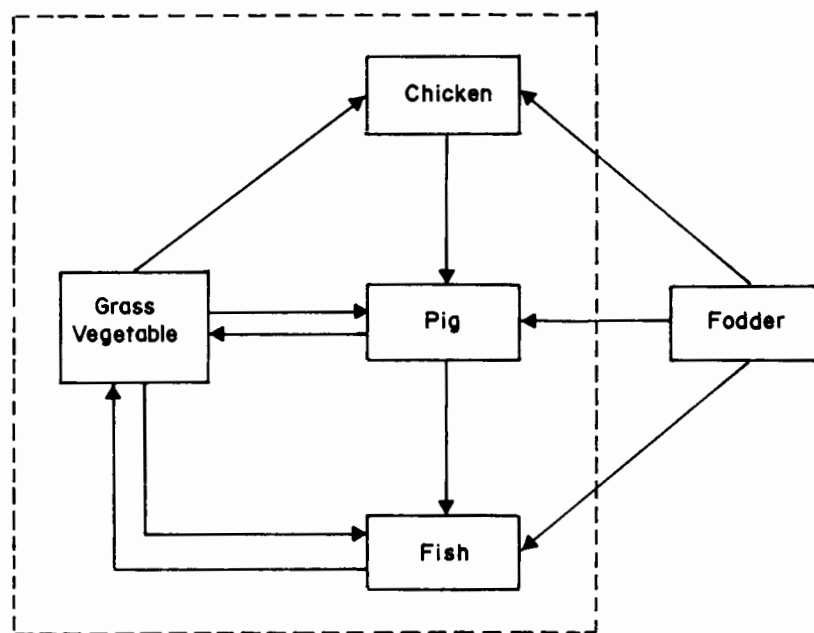 Chicken
Grass
Vegetable
Pig
Fodder
Fish